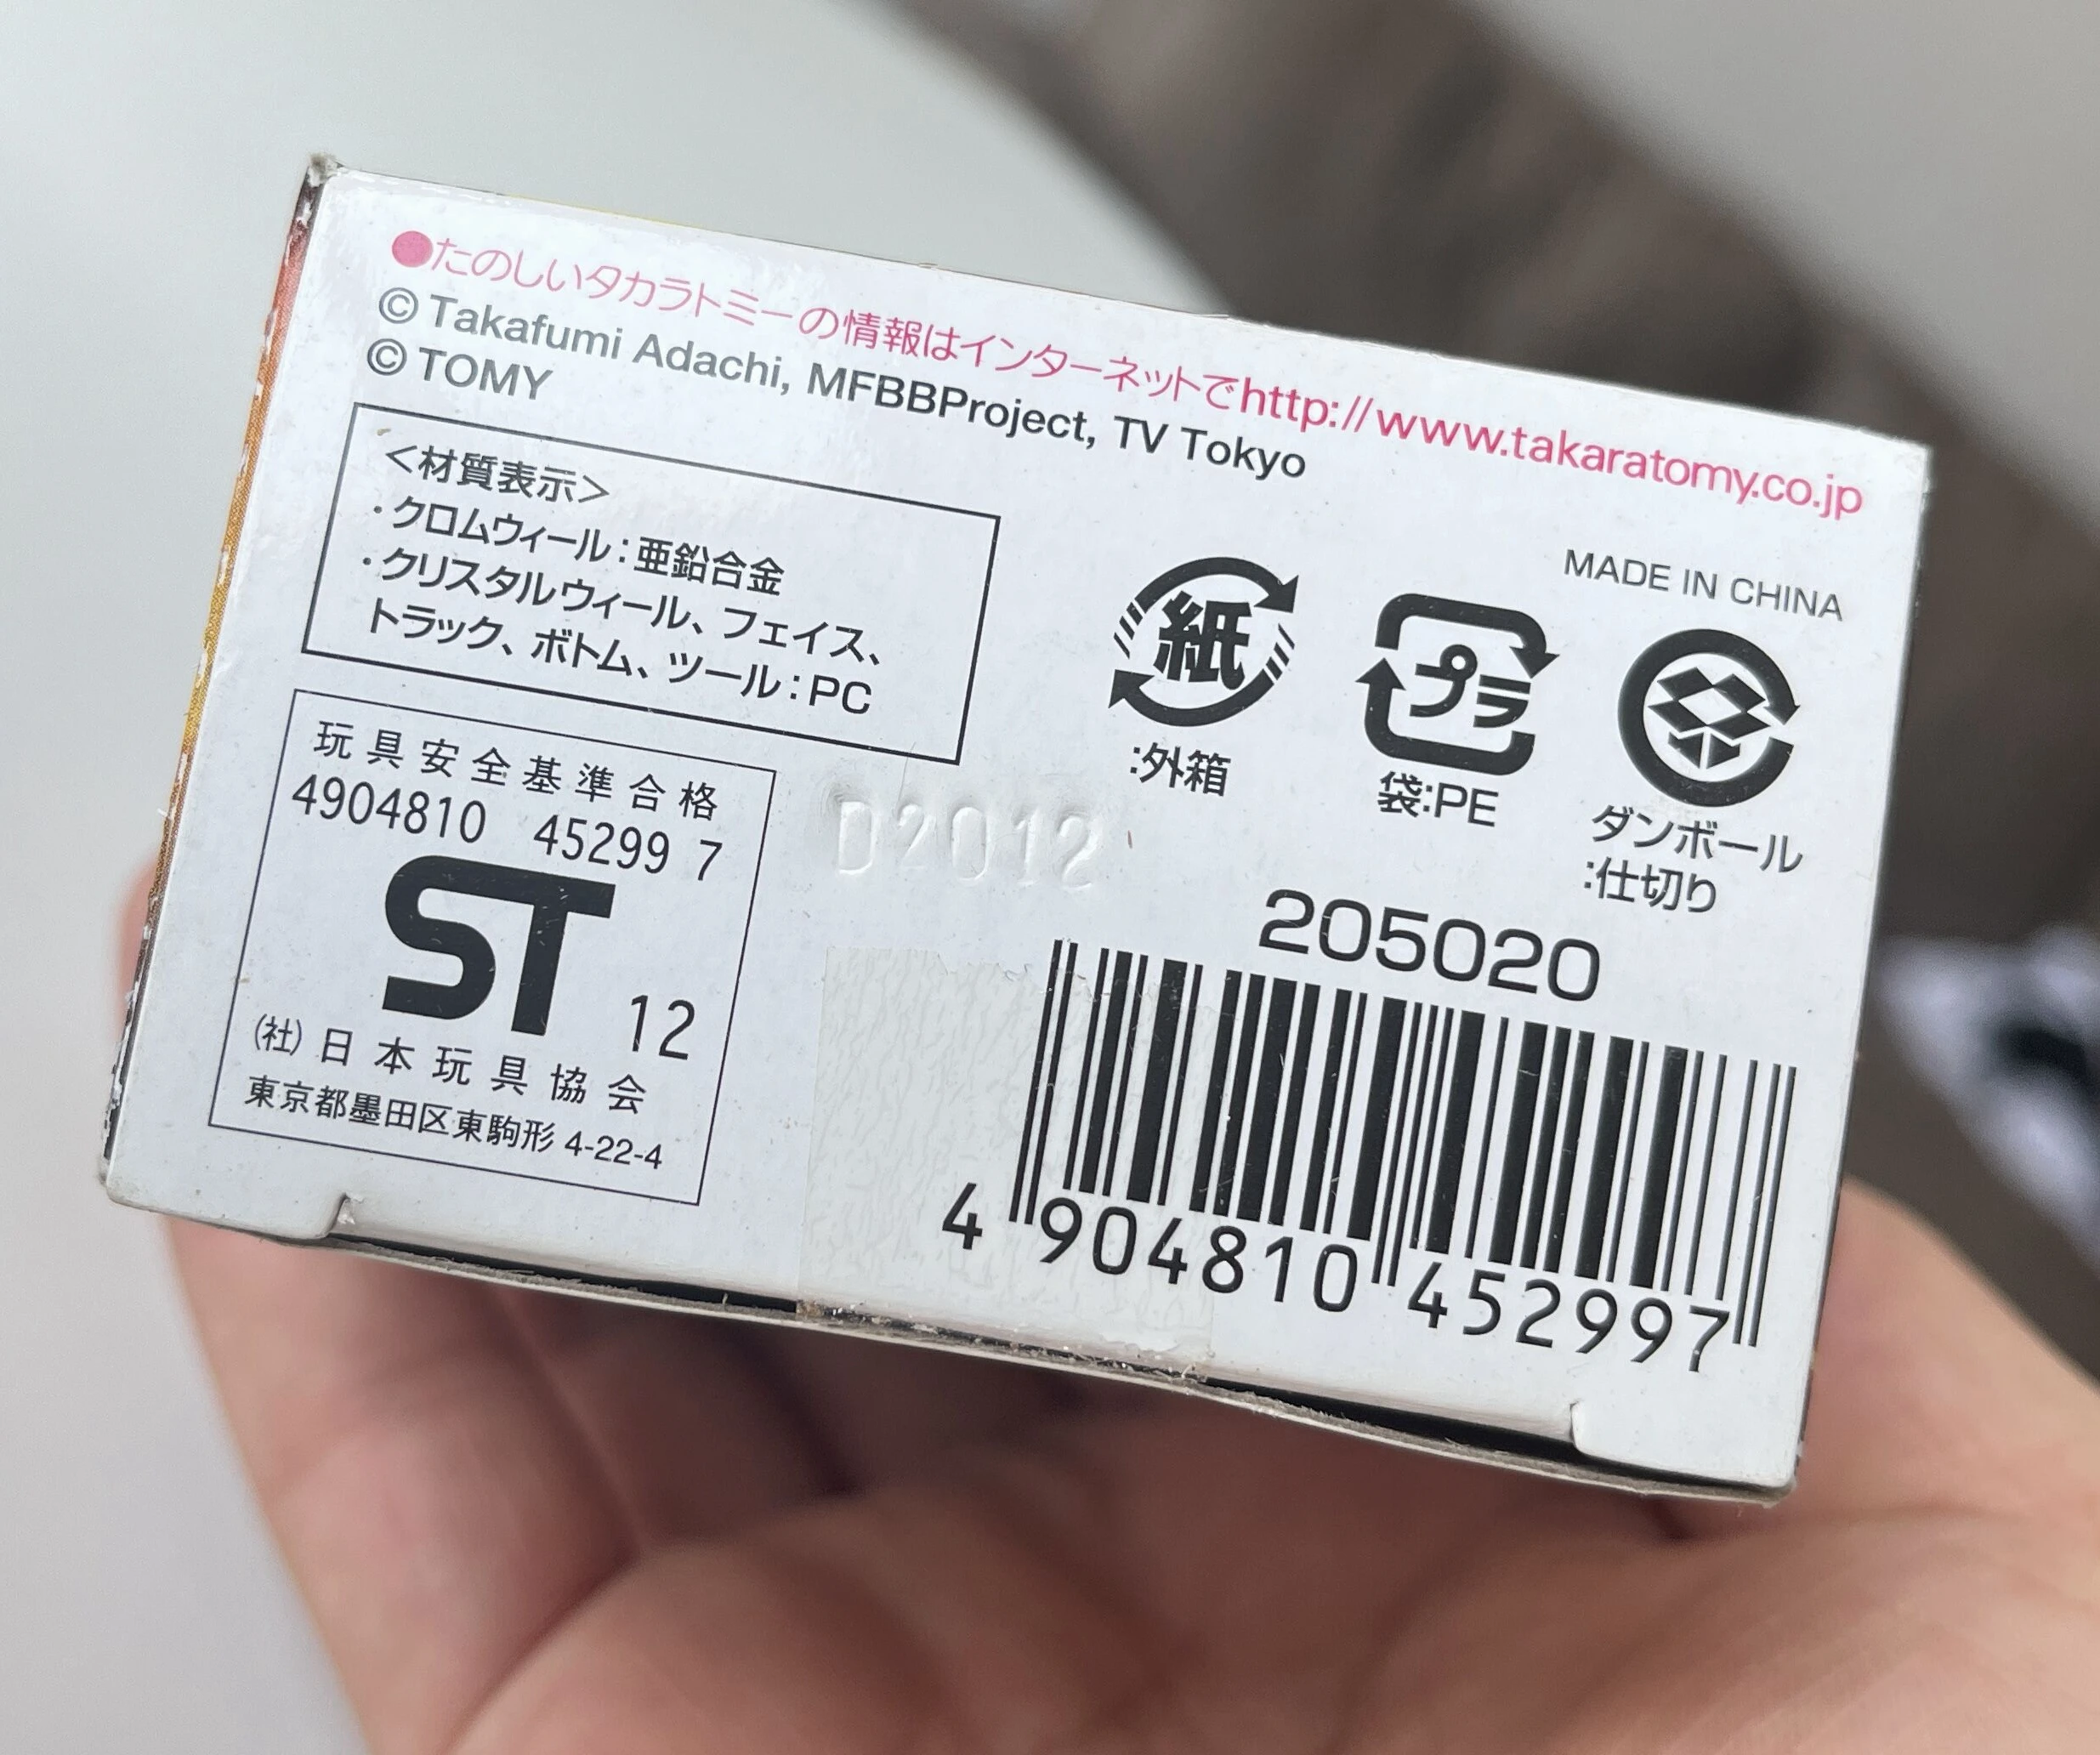 ●たのしいタカラトミーの情報はインターネットでhttp://www.takaratomy.co.jp
© Takafumi Adachi, MFBBProject, TV Tokyo
© TOMY
MADE IN CHINA
＜材質表示＞
・クロムウィール：亜鉛合金
・クリスタルウィール、フェイス、
トラック、ボトム、ツール：PC
紙
:外箱
プラ
袋:PE
ダンボール
:仕切り
玩具安全基準合格
4904810 45299 7
ST 12
(社)日本玩具協会
東京都墨田区東駒形 4-22-4
D2012
205020
4 904810 452997